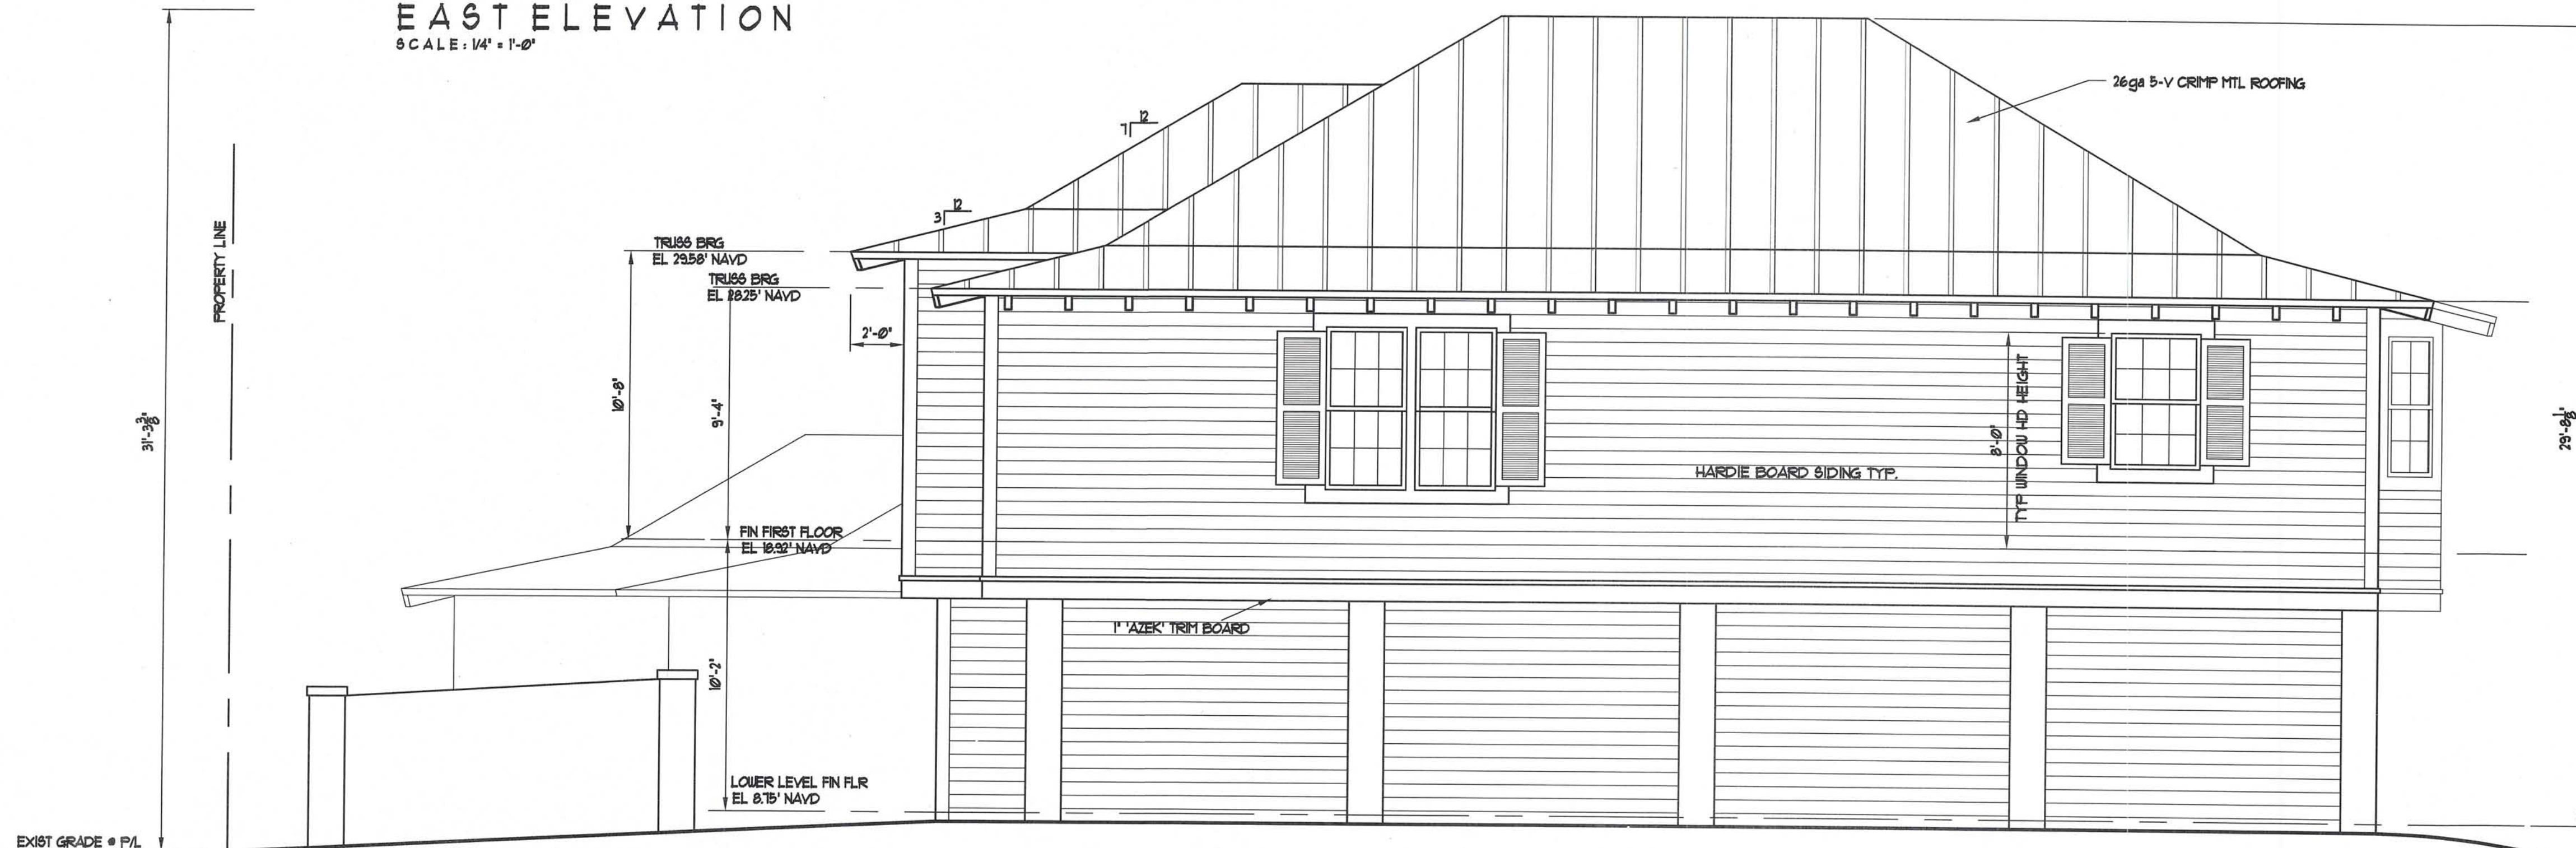 EAST ELEVATION
SCALE: 1/4" = 1'-0"
26ga 5-V CRIMP MTL ROOFING
12
7
12
3
PROPERTY LINE
TRUSS BRG
EL 29.58' NAVD
TRUSS BRG
EL 28.25' NAVD
2'-0"
10'-8"
9'-4"
31'-3 3/8"
29'-8 1/8"
8'-0"
TYP WINDOW HD HEIGHT
HARDIE BOARD SIDING TYP.
FIN FIRST FLOOR
EL 18.92' NAVD
1" 'AZEK' TRIM BOARD
10'-2"
LOWER LEVEL FIN FLR
EL 8.75' NAVD
EXIST GRADE @ P/L